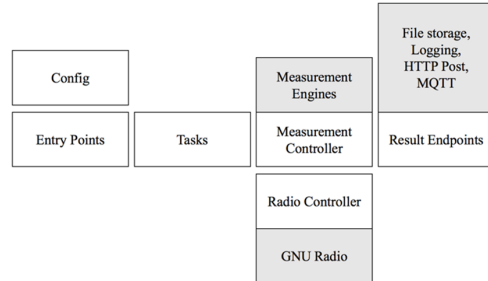 File storage,
Logging,
HTTP Post,
MQTT
Config
Measurement
Engines
Entry Points
Tasks
Measurement
Controller
Result Endpoints
Radio Controller
GNU Radio